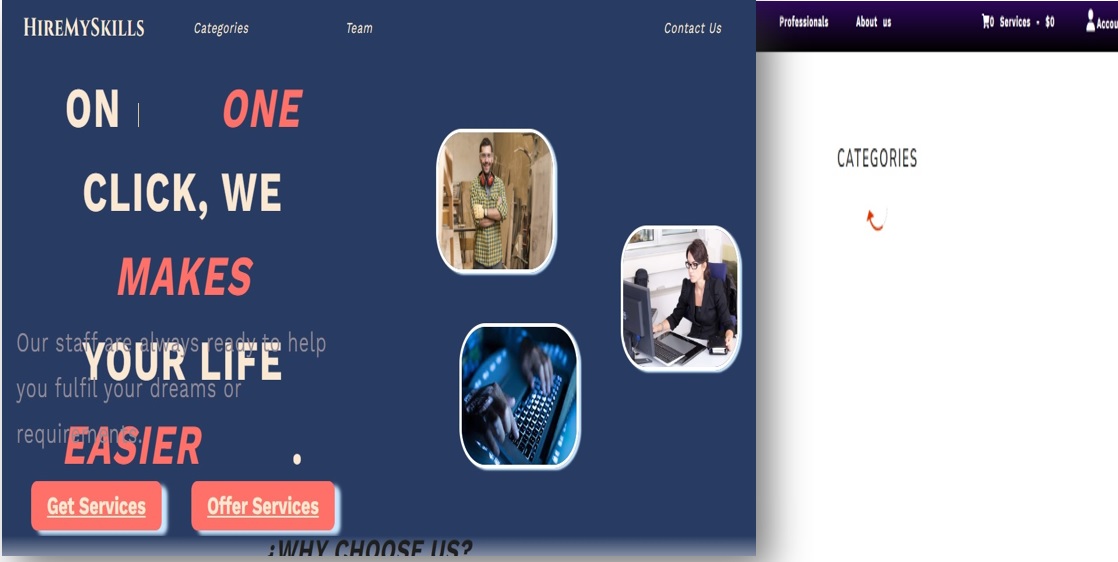 HIREMYSKILLS
Categories
Team
Contact Us
ON ONE
CLICK, WE
MAKES
YOUR LIFE
EASIER .
Our staff are always ready to help
you fulfil your dreams or
requirements.
Get Services
Offer Services
¿WHY CHOOSE US?
Professionals
About us
0 Services - $0
CATEGORIES